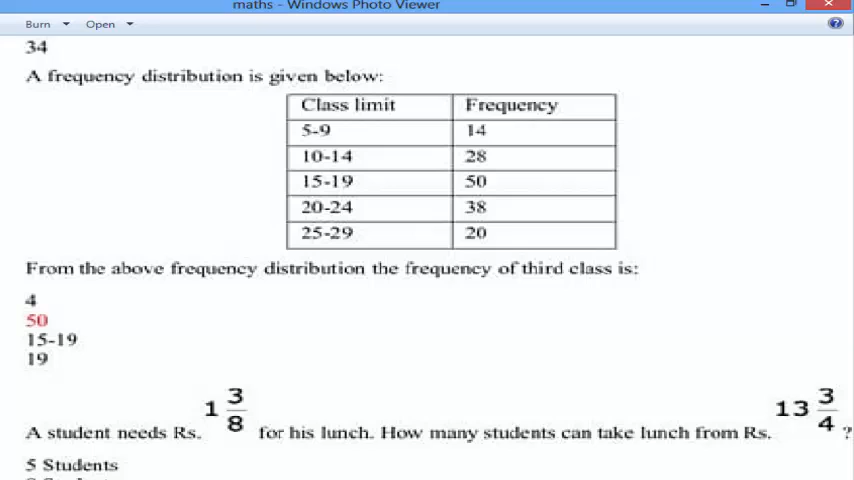 maths - Windows Photo Viewer
Burn Open
34
A frequency distribution is given below:
Class limit Frequency
5-9 14
10-14 28
15-19 50
20-24 38
25-29 20
From the above frequency distribution the frequency of third class is:
4
50
15-19
19
A student needs Rs. 1 3/8 for his lunch. How many students can take lunch from Rs. 13 3/4 ?
5 Students